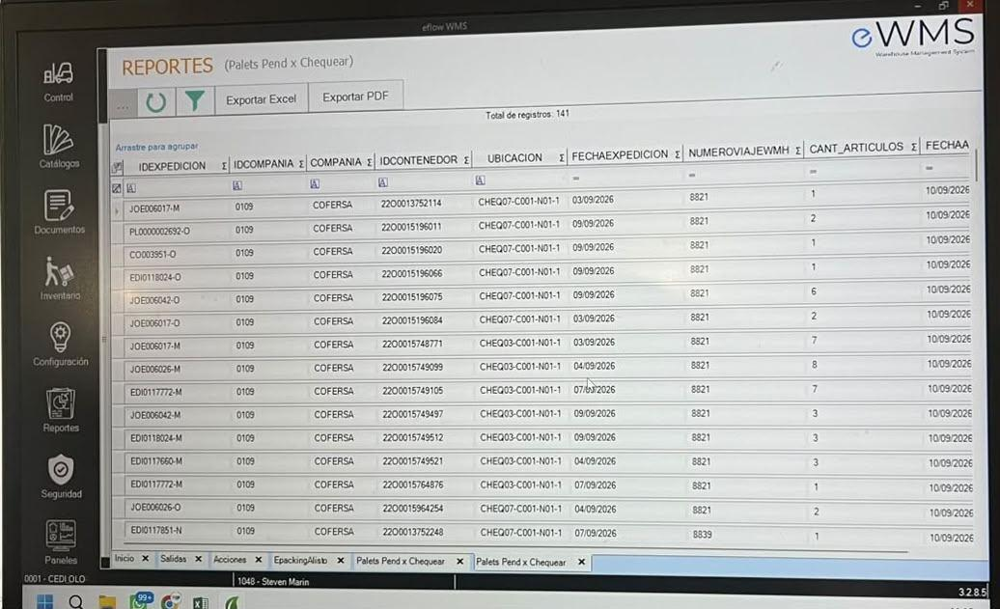 eflow WMS
eWMS
Warehouse Management System
REPORTES (Palets Pend x Chequear)
... Exportar Excel Exportar PDF
Total de registros: 141
Arrastre para agrupar
IDEXPEDICION Σ IDCOMPANIA Σ COMPANIA Σ IDCONTENEDOR Σ UBICACION Σ FECHAEXPEDICION Σ NUMEROVIAJEWMH Σ CANT_ARTICULOS Σ FECHAA
A A A A A = = = =
JOE006017-M 0109 COFERSA 22O0013752114 CHEQ07-C001-N01-1 03/09/2026 8821 1 10/09/2026
PL0000002692-O 0109 COFERSA 22O0015196011 CHEQ07-C001-N01-1 09/09/2026 8821 2 10/09/2026
CO003951-O 0109 COFERSA 22O0015196020 CHEQ07-C001-N01-1 09/09/2026 8821 1 10/09/2026
EDI0118024-O 0109 COFERSA 22O0015196066 CHEQ07-C001-N01-1 09/09/2026 8821 1 10/09/2026
JOE006042-O 0109 COFERSA 22O0015196075 CHEQ07-C001-N01-1 09/09/2026 8821 6 10/09/2026
JOE006017-O 0109 COFERSA 22O0015196084 CHEQ07-C001-N01-1 03/09/2026 8821 2 10/09/2026
JOE006017-M 0109 COFERSA 22O0015748771 CHEQ03-C001-N01-1 03/09/2026 8821 7 10/09/2026
JOE006026-M 0109 COFERSA 22O0015749099 CHEQ03-C001-N01-1 04/09/2026 8821 8 10/09/2026
EDI0117772-M 0109 COFERSA 22O0015749105 CHEQ03-C001-N01-1 07/09/2026 8821 7 10/09/2026
JOE006042-M 0109 COFERSA 22O0015749497 CHEQ03-C001-N01-1 09/09/2026 8821 3 10/09/2026
EDI0118024-M 0109 COFERSA 22O0015749512 CHEQ03-C001-N01-1 09/09/2026 8821 3 10/09/2026
EDI0117660-M 0109 COFERSA 22O0015749521 CHEQ03-C001-N01-1 04/09/2026 8821 3 10/09/2026
EDI0117772-M 0109 COFERSA 22O0015764876 CHEQ03-C001-N01-1 07/09/2026 8821 1 10/09/2026
JOE006026-O 0109 COFERSA 22O0015964254 CHEQ07-C001-N01-1 04/09/2026 8821 2 10/09/2026
EDI0117851-N 0109 COFERSA 22O0013752248 CHEQ07-C001-N01-1 07/09/2026 8839 1 10/09/2026
Control
Catálogos
Documentos
Inventario
Configuración
Reportes
Seguridad
Paneles
Inicio Salidas Acciones EpackingAlisto Palets Pend x Chequear Palets Pend x Chequear
0001 - CEDI OLO 1048 - Steven Marin 3.2.8.5
99+